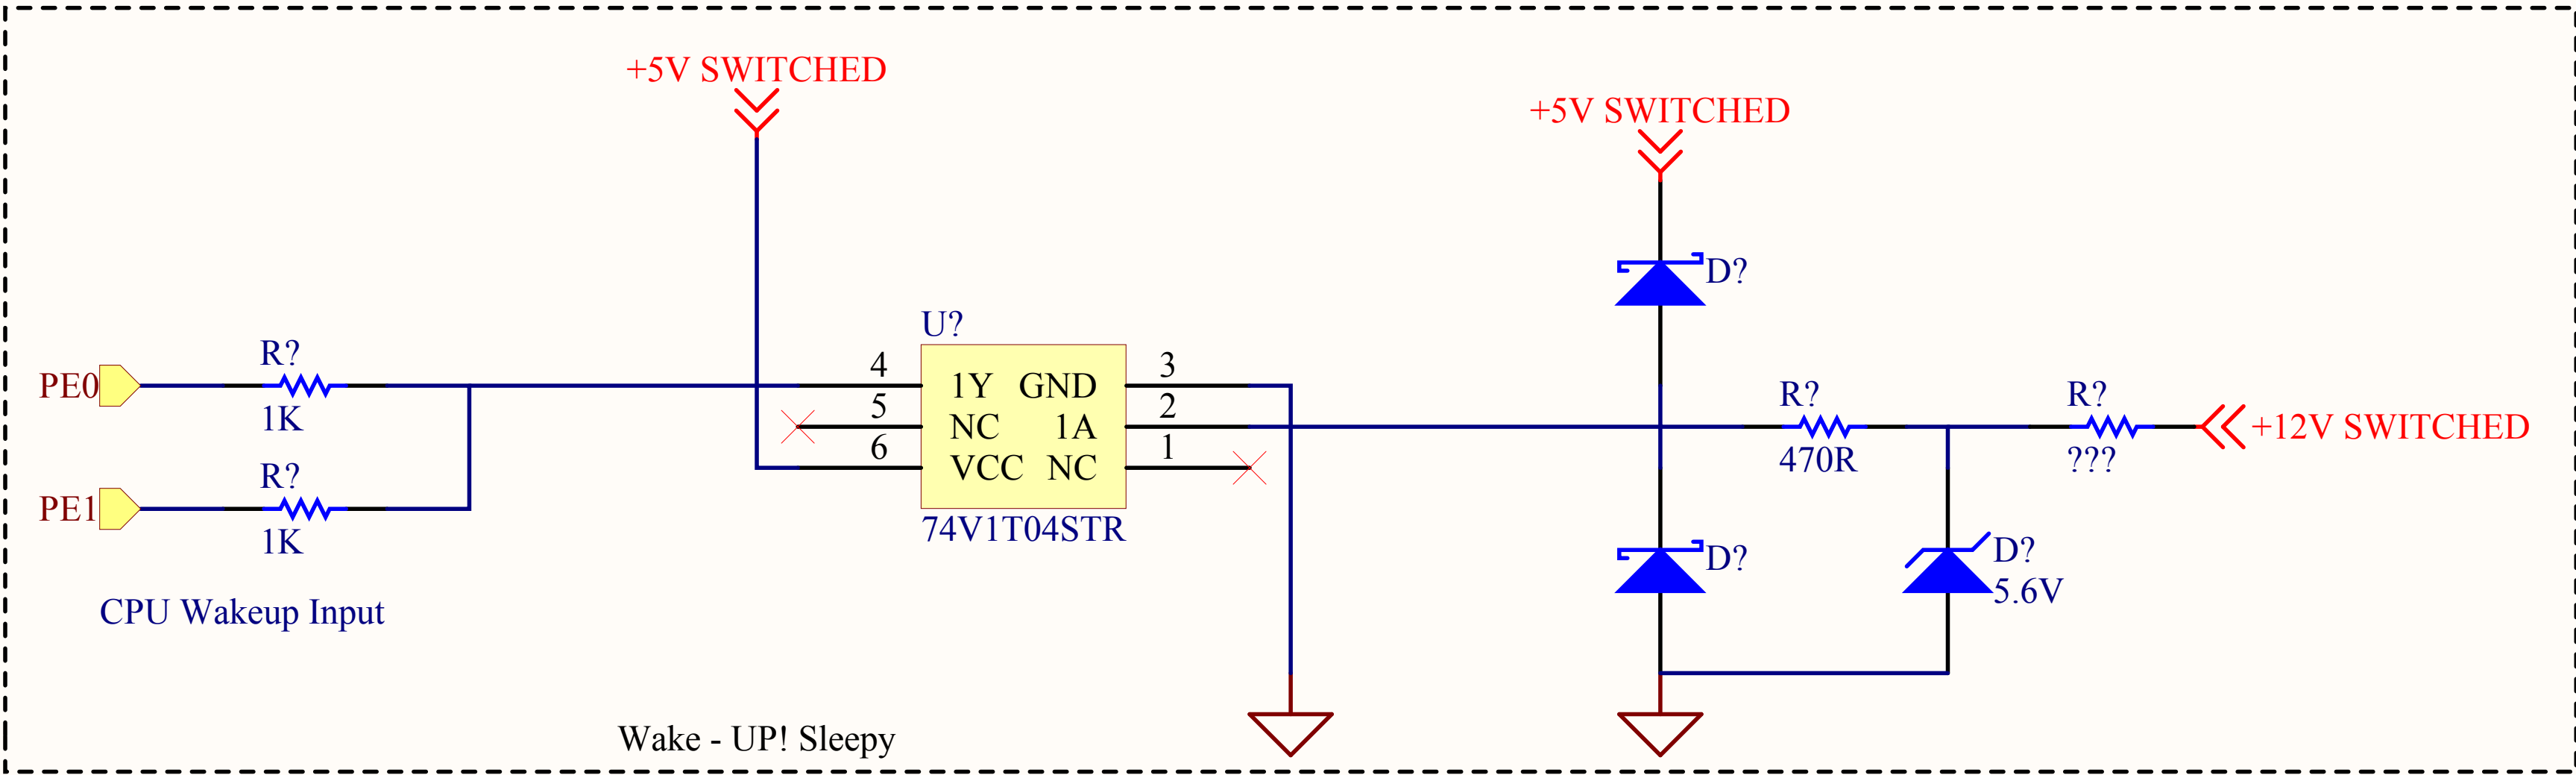 +5V SWITCHED
+5V SWITCHED
D?
U?
R?
PE0
1K
4
5
6
1Y GND
NC 1A
VCC NC
3
2
1
74V1T04STR
R?
470R
R?
???
+12V SWITCHED
R?
PE1
1K
D?
D?
5.6V
CPU Wakeup Input
Wake - UP! Sleepy